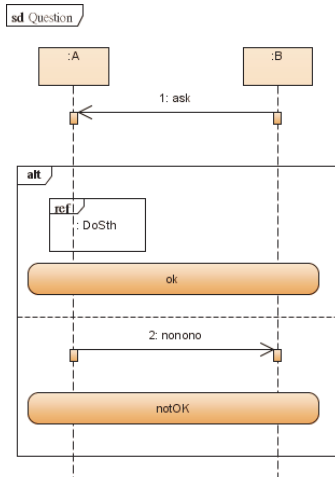 sd Question
:A
:B
1: ask
alt
ref
: DoSth
ok
2: nonono
notOK